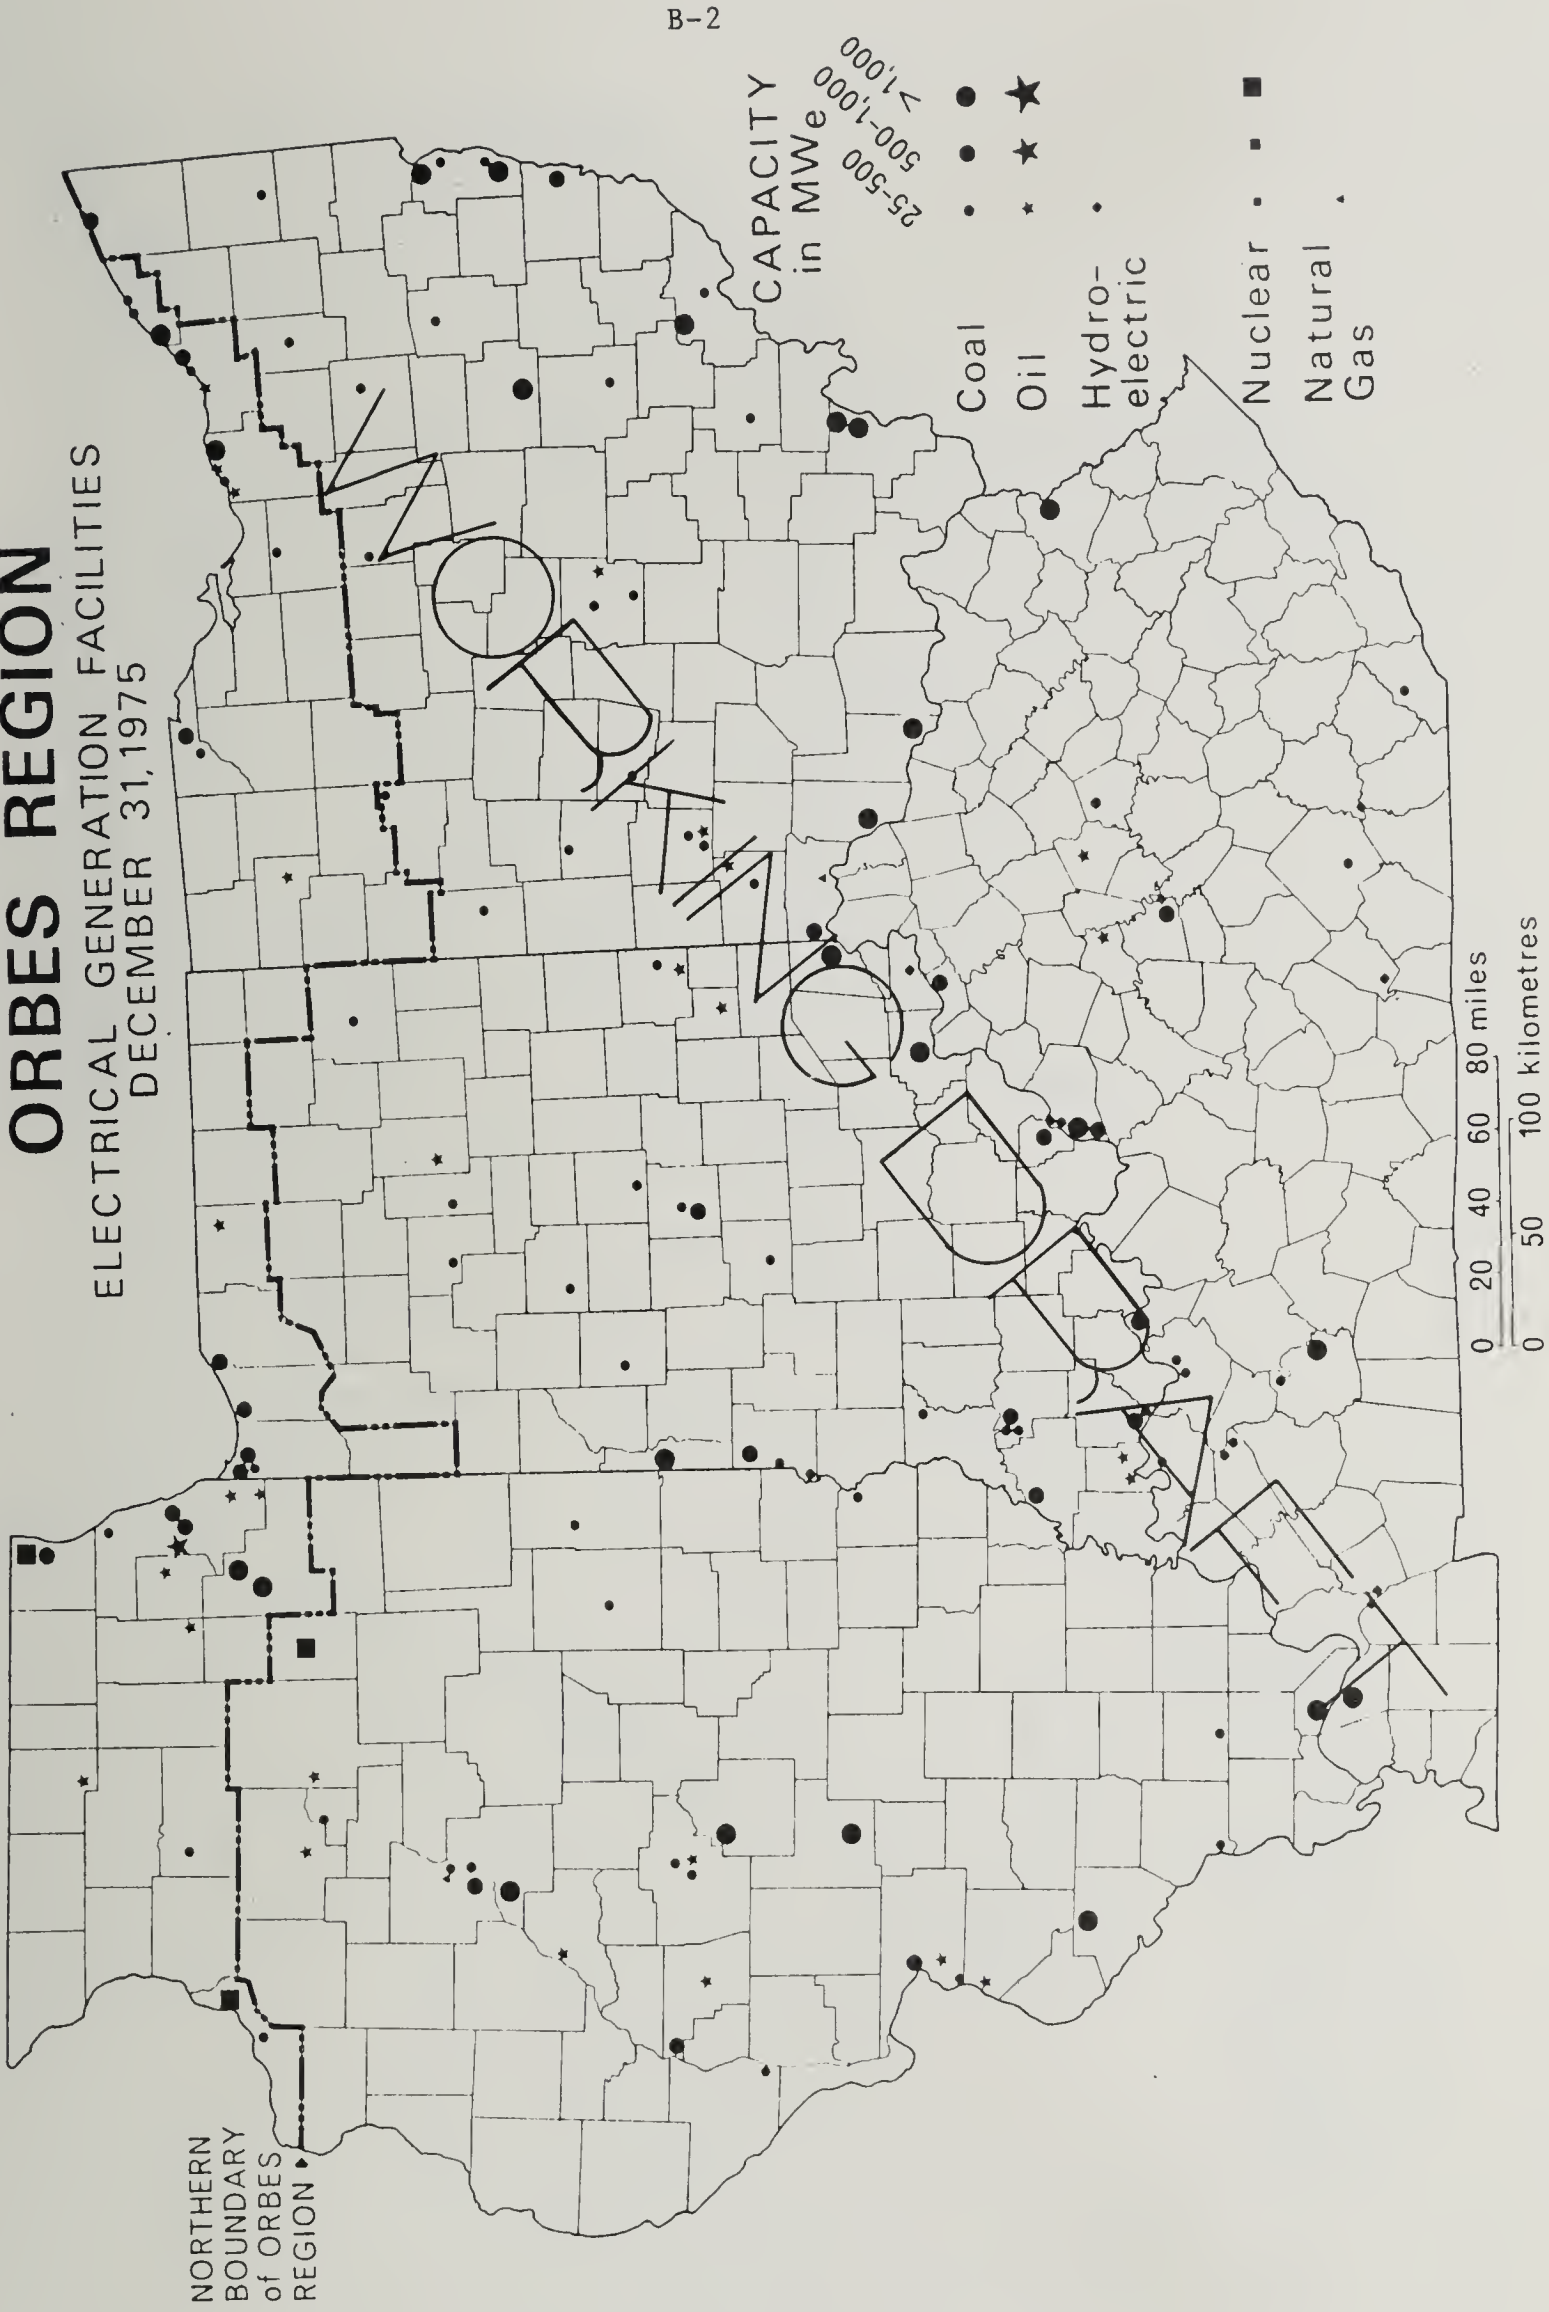 B-2
ORBES REGION
ELECTRICAL GENERATION FACILITIES
DECEMBER 31, 1975
NORTHERN
BOUNDARY
of ORBES
REGION
WORKING DRAFT
CAPACITY
in MWe
25-500
500-1,000
>1,000
Coal
Oil
Hydro-
electric
Nuclear
Natural
Gas
0 20 40 60 80 miles
0 50 100 kilometres